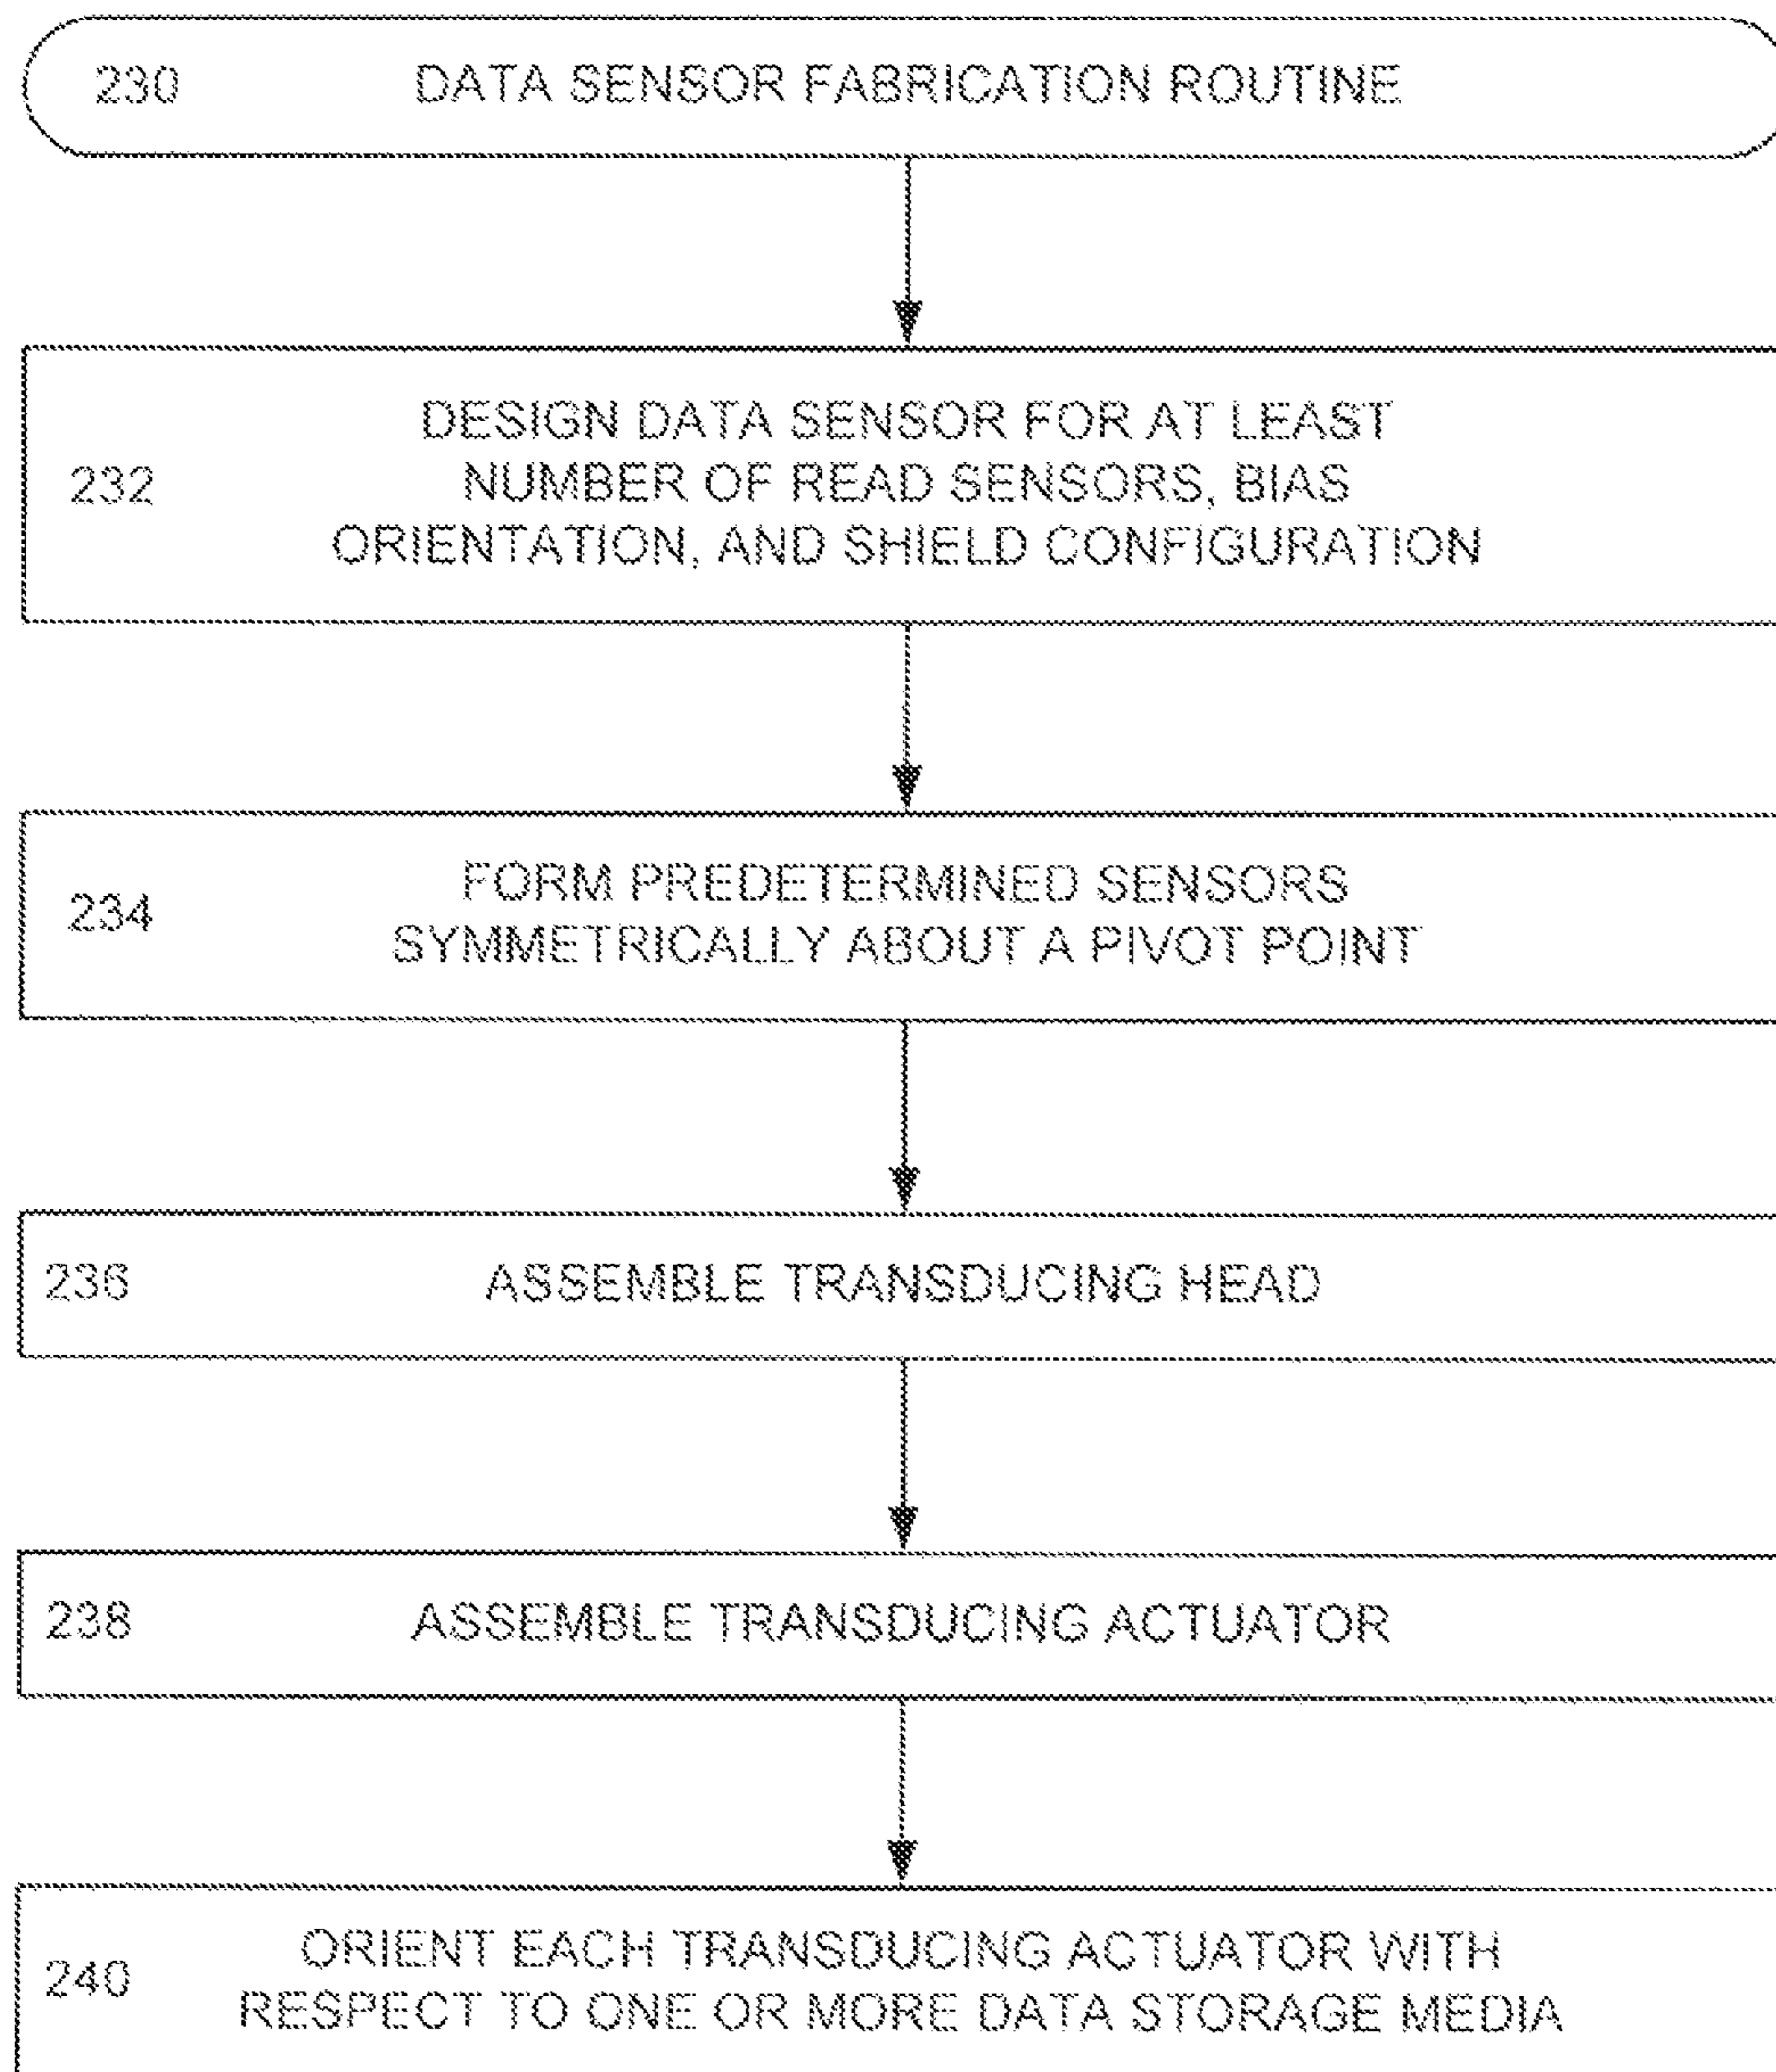 230 DATA SENSOR FABRICATION ROUTINE
DESIGN DATA SENSOR FOR AT LEAST
232 NUMBER OF READ SENSORS, BIAS
ORIENTATION, AND SHIELD CONFIGURATION
234 FORM PREDETERMINED SENSORS
SYMMETRICALLY ABOUT A PIVOT POINT
236 ASSEMBLE TRANSDUCING HEAD
238 ASSEMBLE TRANSDUCING ACTUATOR
240 ORIENT EACH TRANSDUCING ACTUATOR WITH
RESPECT TO ONE OR MORE DATA STORAGE MEDIA